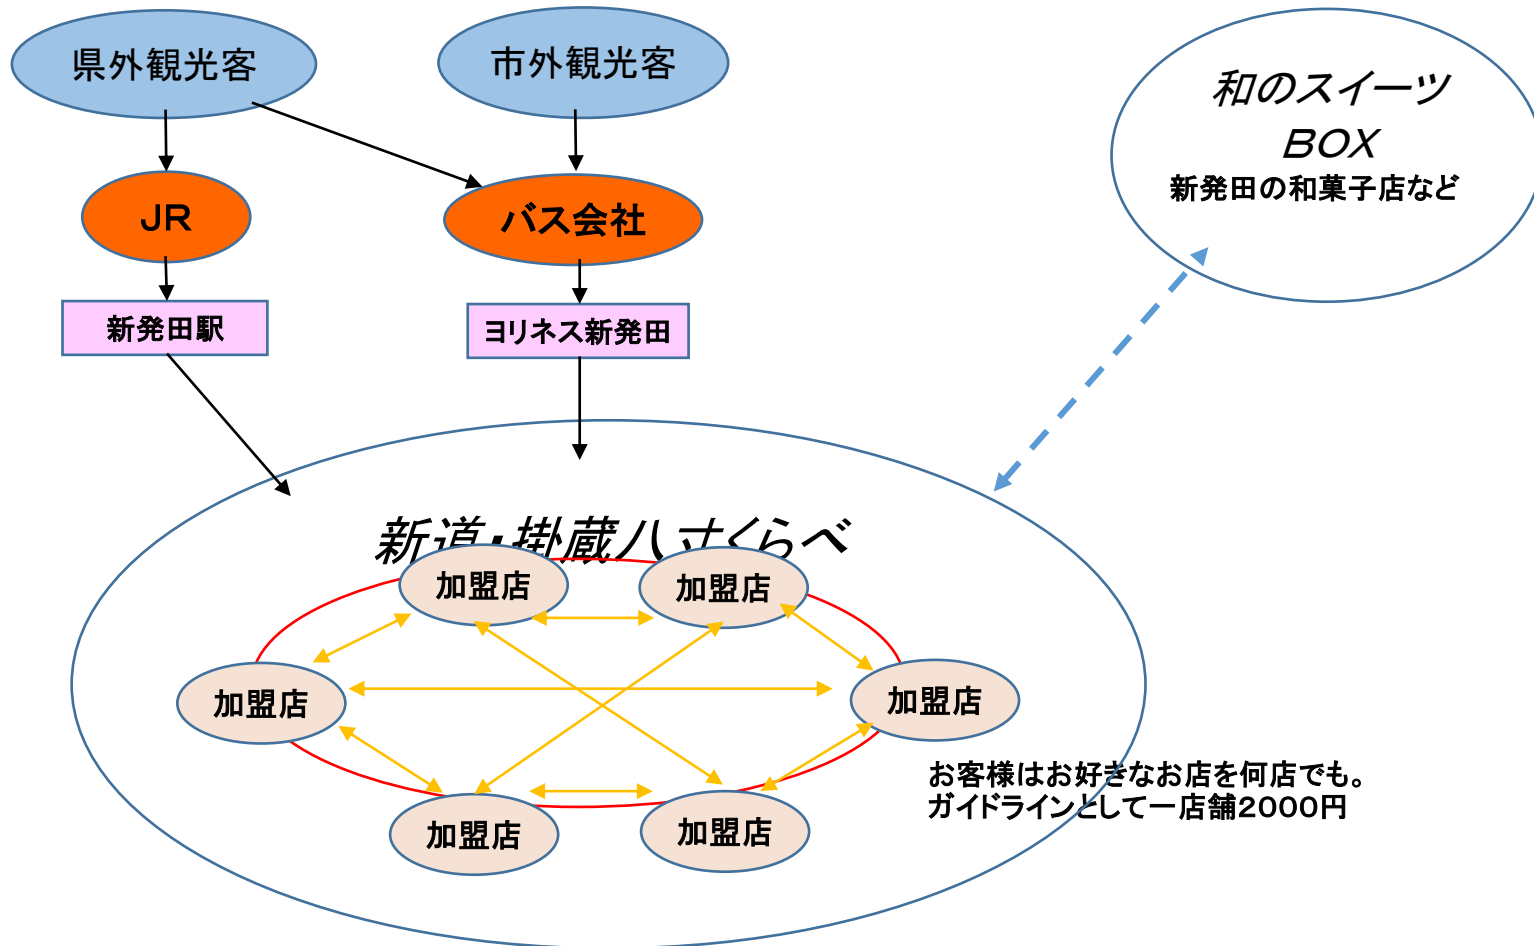 県外観光客
市外観光客
和のスイーツ
BOX
新発田の和菓子店など
JR
バス会社
新発田駅
ヨリネス新発田
新道・掛蔵八寸くらべ
加盟店
加盟店
加盟店
加盟店
お客様はお好きなお店を何店でも。
ガイドラインとして一店舗2000円
加盟店
加盟店